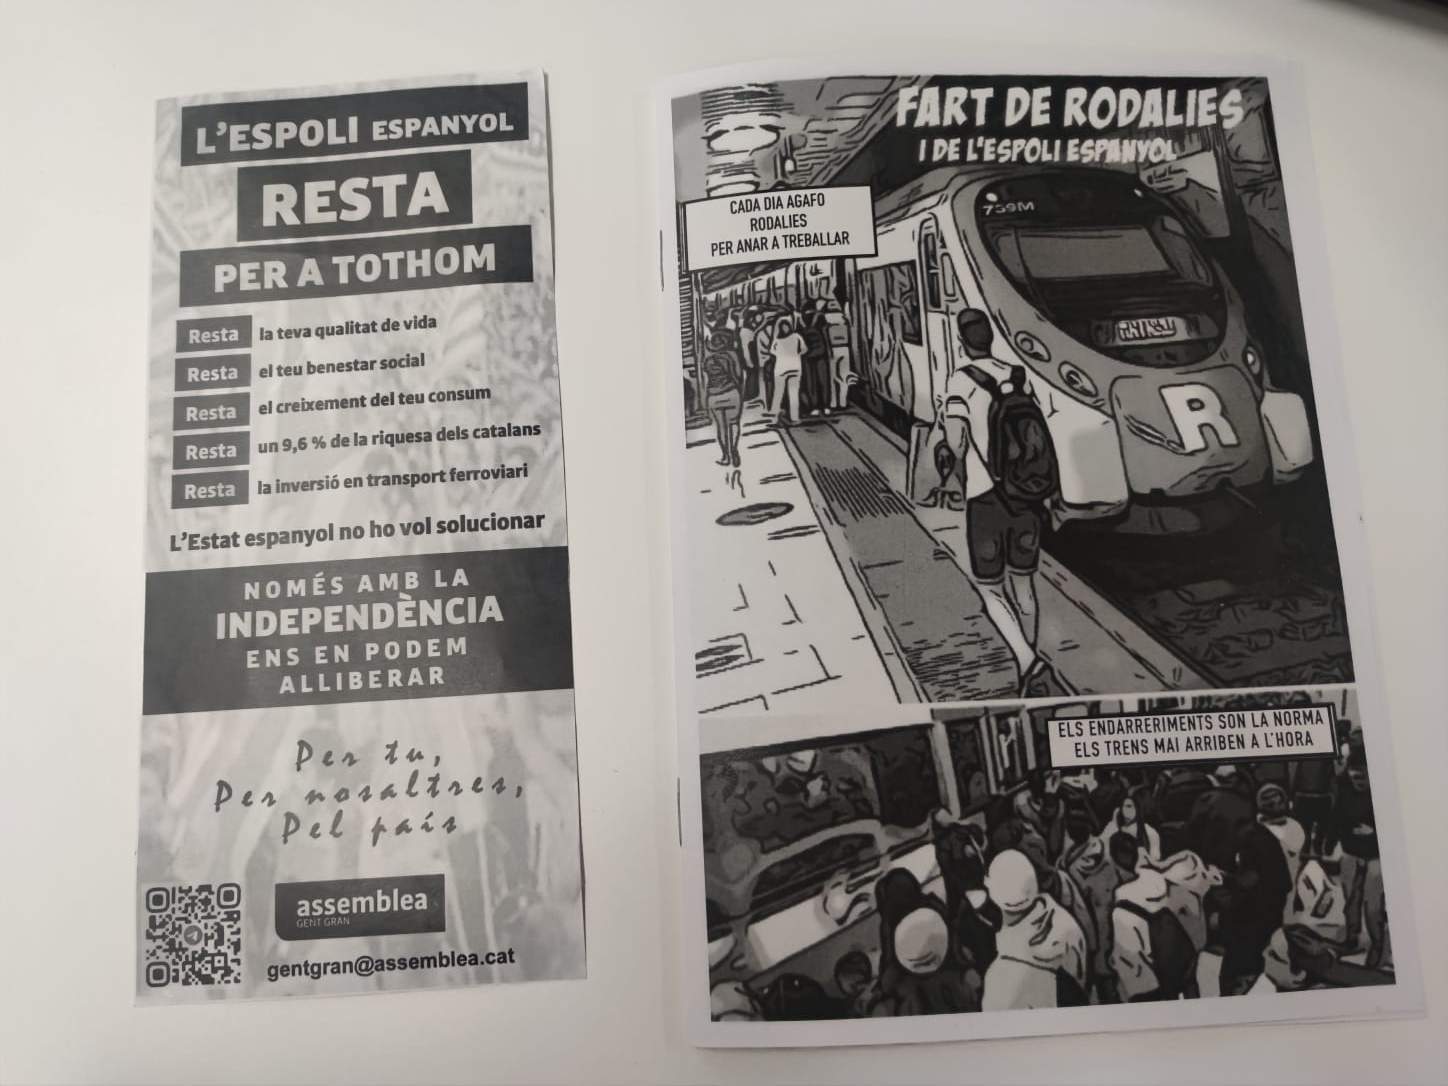 L'ESPOLI ESPANYOL
RESTA
PER A TOTHOM
Resta la teva qualitat de vida
Resta el teu benestar social
Resta el creixement del teu consum
Resta un 9,6 % de la riquesa dels catalans
Resta la inversió en transport ferroviari
L'Estat espanyol no ho vol solucionar
NOMÉS AMB LA
INDEPENDÈNCIA
ENS EN PODEM
ALLIBERAR
Per tu,
Per nosaltres,
Pel país
assemblea
GENT GRAN
gentgran@assemblea.cat
FART DE RODALIES
I DE L'ESPOLI ESPANYOL
CADA DIA AGAFO
RODALIES
PER ANAR A TREBALLAR
759M
R
ELS ENDARRERIMENTS SON LA NORMA
ELS TRENS MAI ARRIBEN A L'HORA